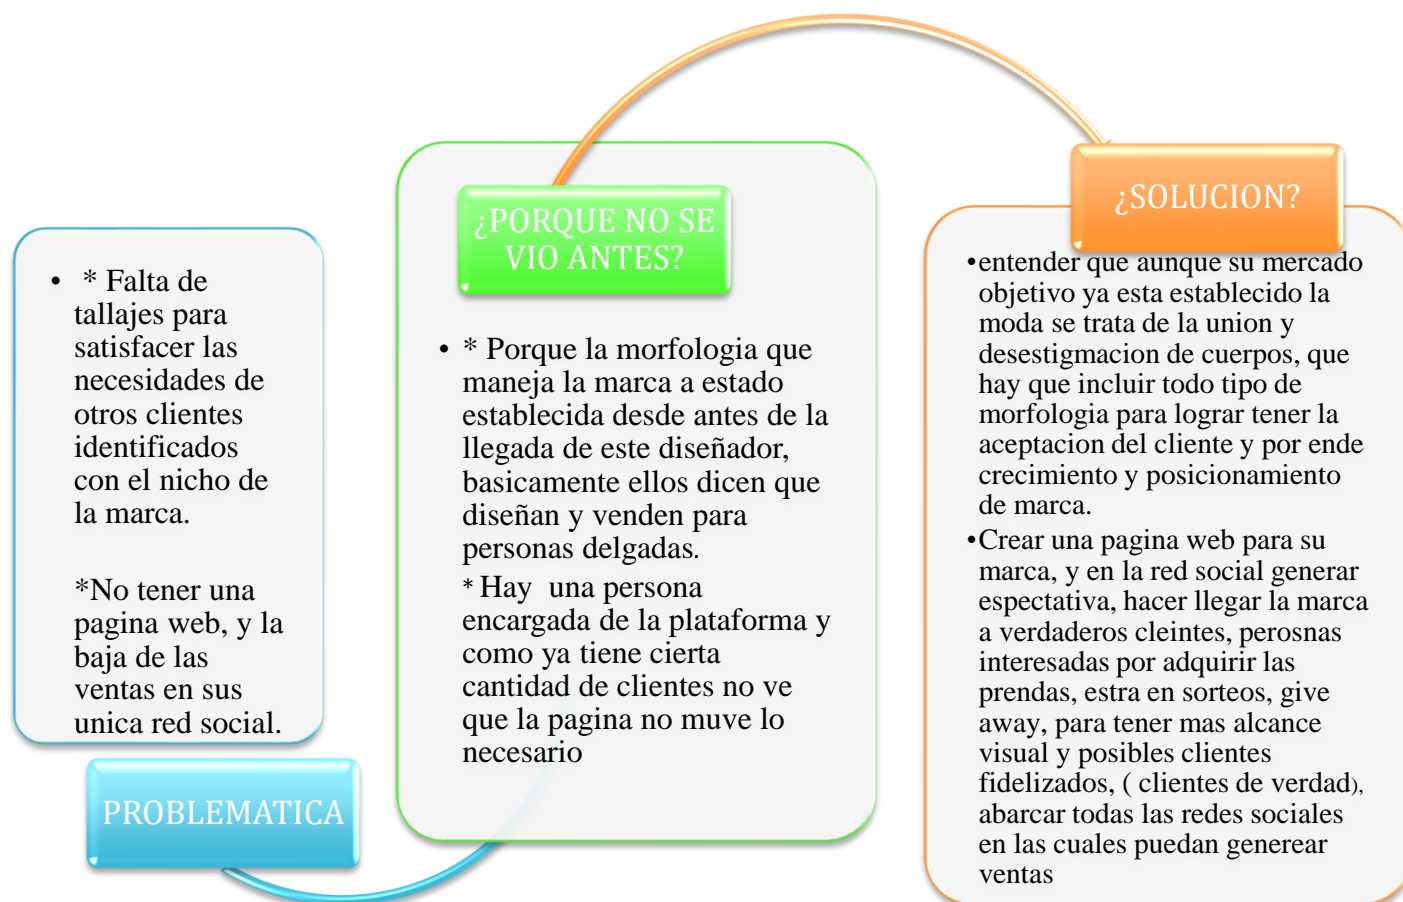 • * Falta de
tallajes para
satisfacer las
necesidades de
otros clientes
identificados
con el nicho de
la marca.
*No tener una
pagina web, y la
baja de las
ventas en sus
unica red social.
PROBLEMATICA
¿PORQUE NO SE
VIO ANTES?
• * Porque la morfologia que
maneja la marca a estado
establecida desde antes de la
llegada de este diseñador,
basicamente ellos dicen que
diseñan y venden para
personas delgadas.
* Hay una persona
encargada de la plataforma y
como ya tiene cierta
cantidad de clientes no ve
que la pagina no muve lo
necesario
¿SOLUCION?
•entender que aunque su mercado
objetivo ya esta establecido la
moda se trata de la union y
desestigmacion de cuerpos, que
hay que incluir todo tipo de
morfologia para lograr tener la
aceptacion del cliente y por ende
crecimiento y posicionamiento
de marca.
•Crear una pagina web para su
marca, y en la red social generar
espectativa, hacer llegar la marca
a verdaderos cleintes, perosnas
interesadas por adquirir las
prendas, estra en sorteos, give
away, para tener mas alcance
visual y posibles clientes
fidelizados, ( clientes de verdad),
abarcar todas las redes sociales
en las cuales puedan generear
ventas